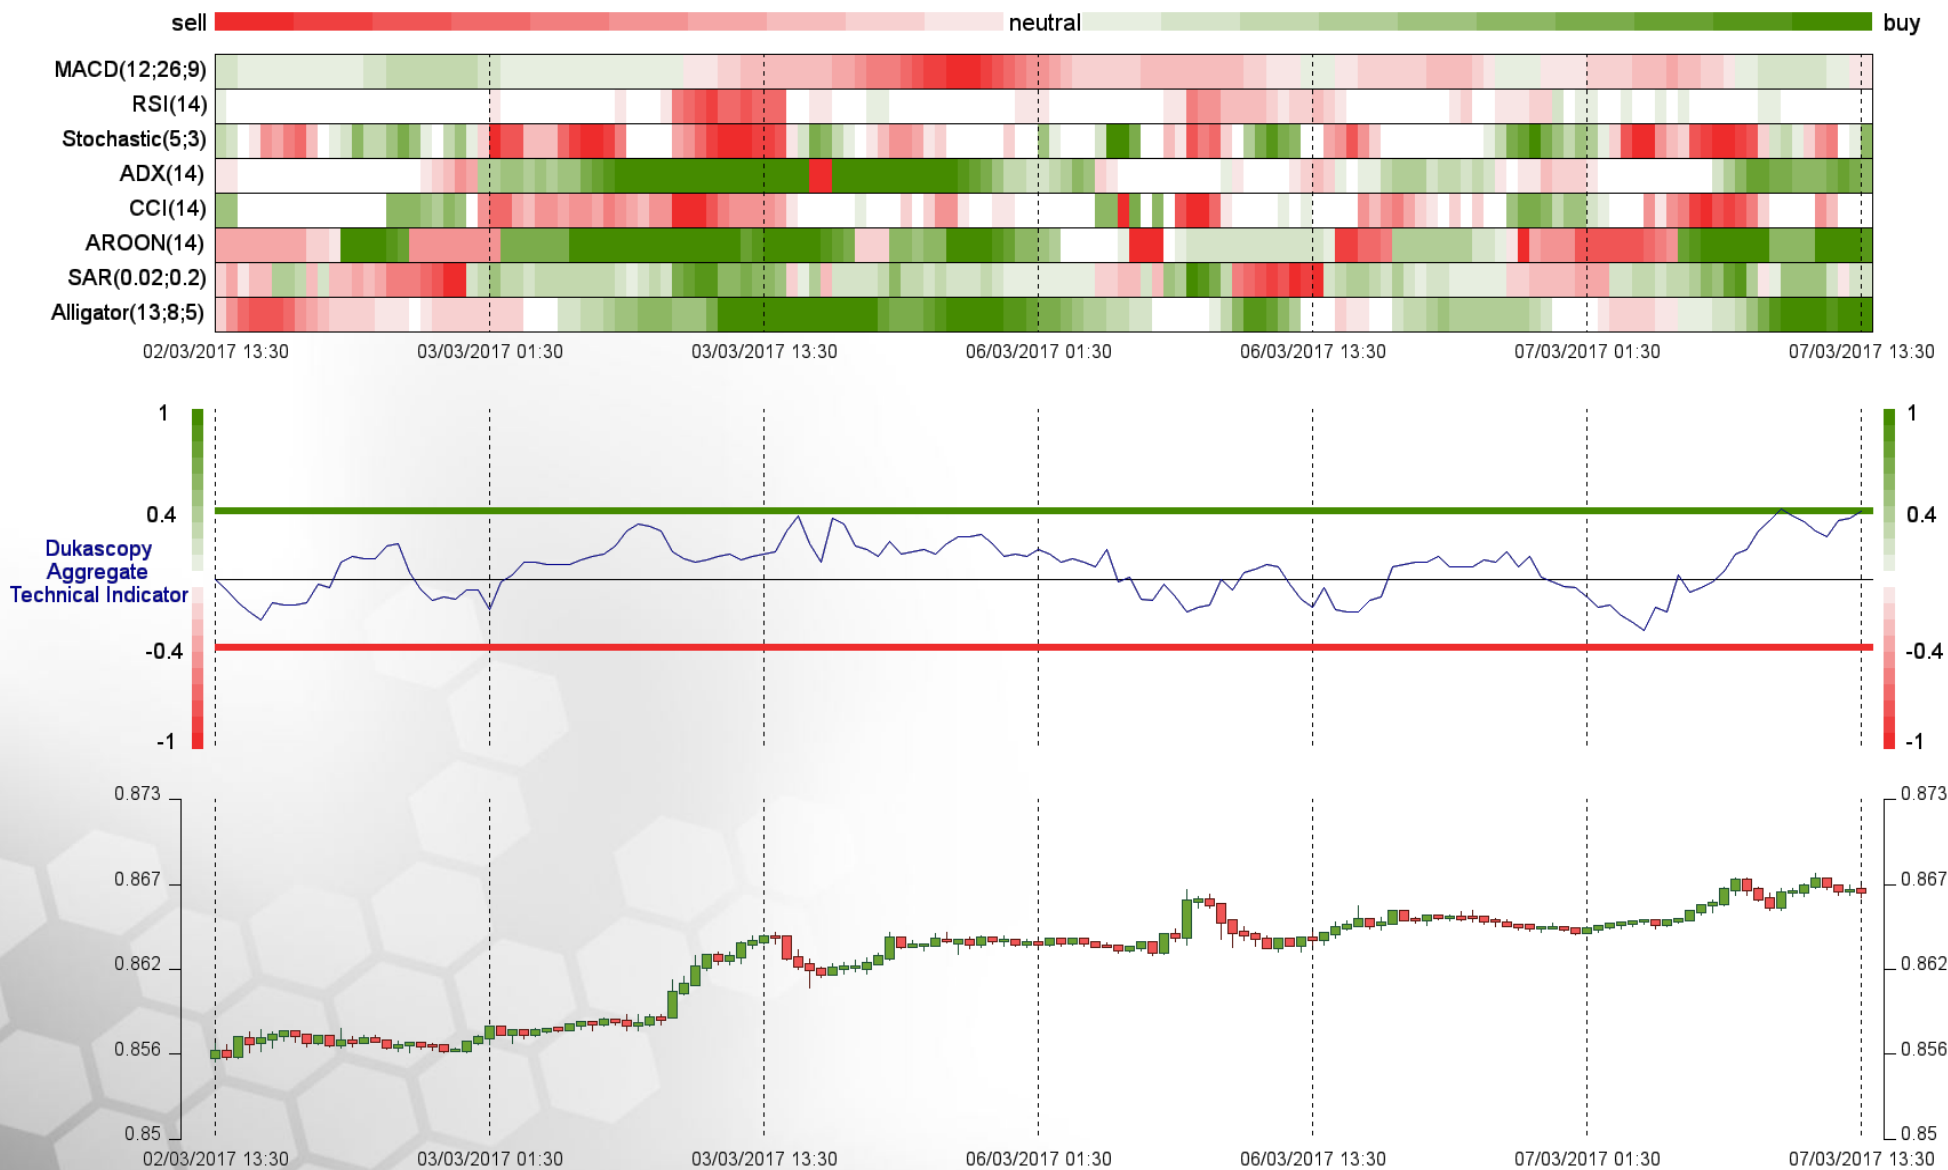 sell neutral buy
MACD(12;26;9)
RSI(14)
Stochastic(5;3)
ADX(14)
CCI(14)
AROON(14)
SAR(0.02;0.2)
Alligator(13;8;5)
02/03/2017 13:30 03/03/2017 01:30 03/03/2017 13:30 06/03/2017 01:30 06/03/2017 13:30 07/03/2017 01:30 07/03/2017 13:30
1 1
0.4 0.4
Dukascopy
Aggregate
Technical Indicator
-0.4 -0.4
-1 -1
0.873 0.873
0.867 0.867
0.862 0.862
0.856 0.856
0.85 0.85
02/03/2017 13:30 03/03/2017 01:30 03/03/2017 13:30 06/03/2017 01:30 06/03/2017 13:30 07/03/2017 01:30 07/03/2017 13:30